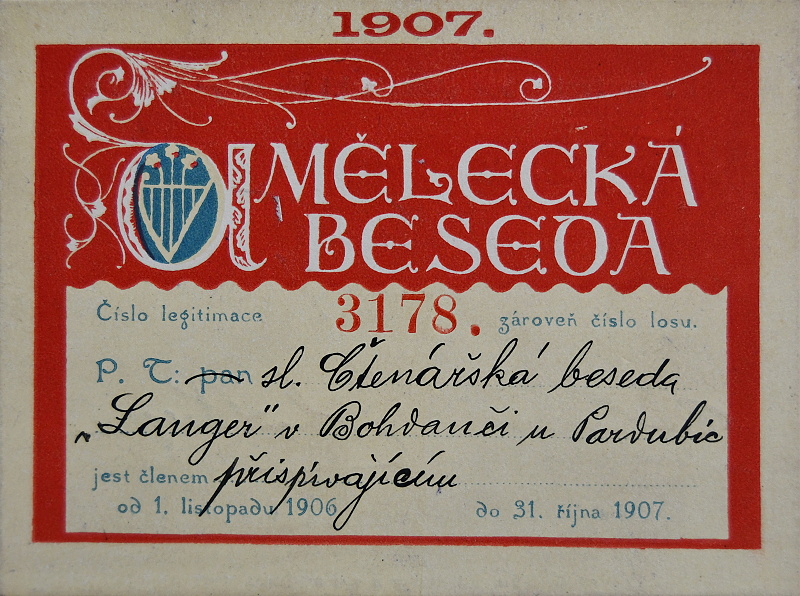 1907.
UMĚLECKÁ
BESEDA
Číslo legitimace 3178. zároveň číslo losu.
P. T: pan sl. Čtenářská beseda
„Langer" v Bohdanči u Pardubic
jest členem přispívajícím
od 1. listopadu 1906 do 31. října 1907.